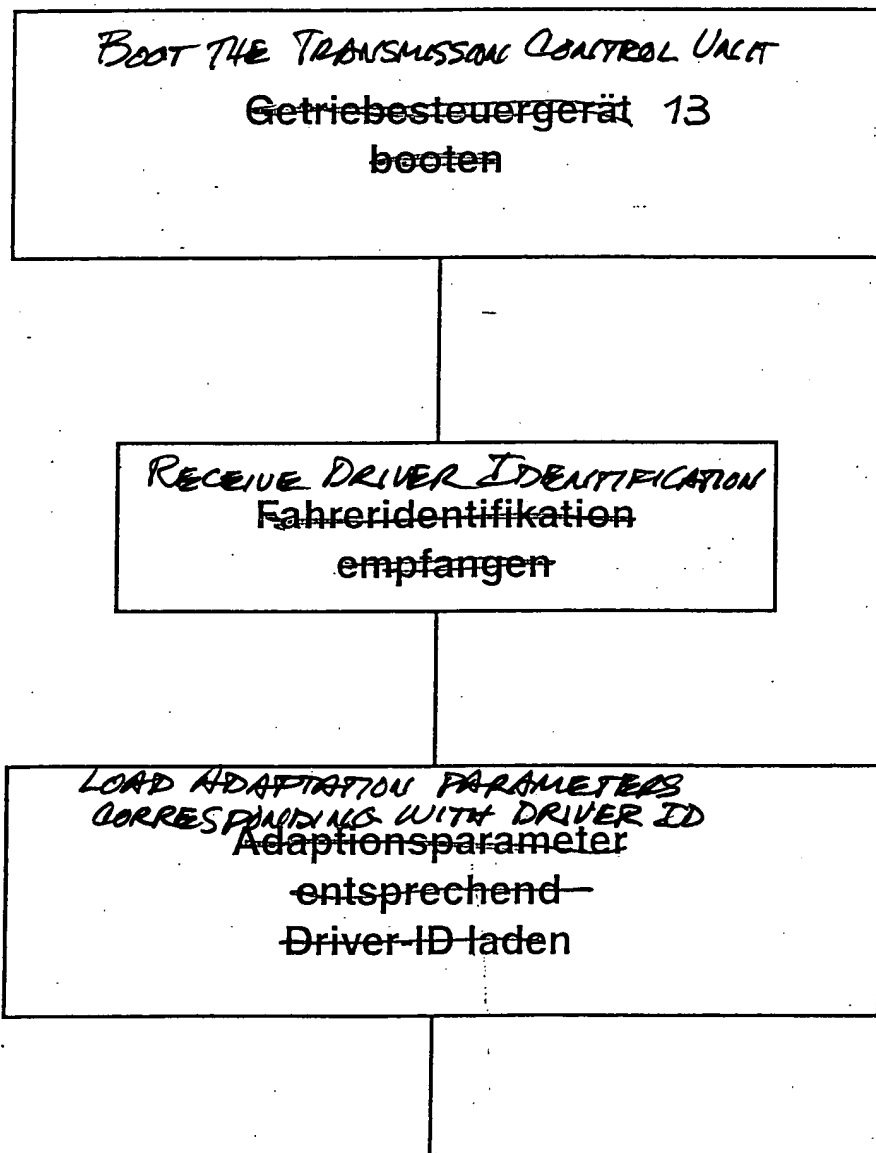 BOOT THE TRANSMISSON CONTROL UNIT
Getriebesteuergerät 13
booten
RECEIVE DRIVER IDENTIFICATION
Fahreridentifikation
empfangen
LOAD ADAPTATION PARAMETERS
CORRESPONDING WITH DRIVER ID
Adaptionsparameter
entsprechend
Driver-ID laden